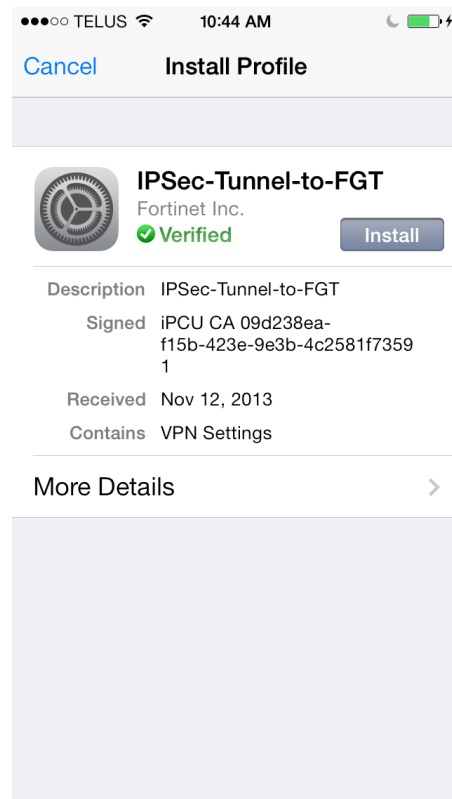 TELUS 10:44 AM
Cancel Install Profile
IPSec-Tunnel-to-FGT
Fortinet Inc.
Verified
Install
Description IPSec-Tunnel-to-FGT
Signed iPCU CA 09d238ea-
f15b-423e-9e3b-4c2581f7359
1
Received Nov 12, 2013
Contains VPN Settings
More Details